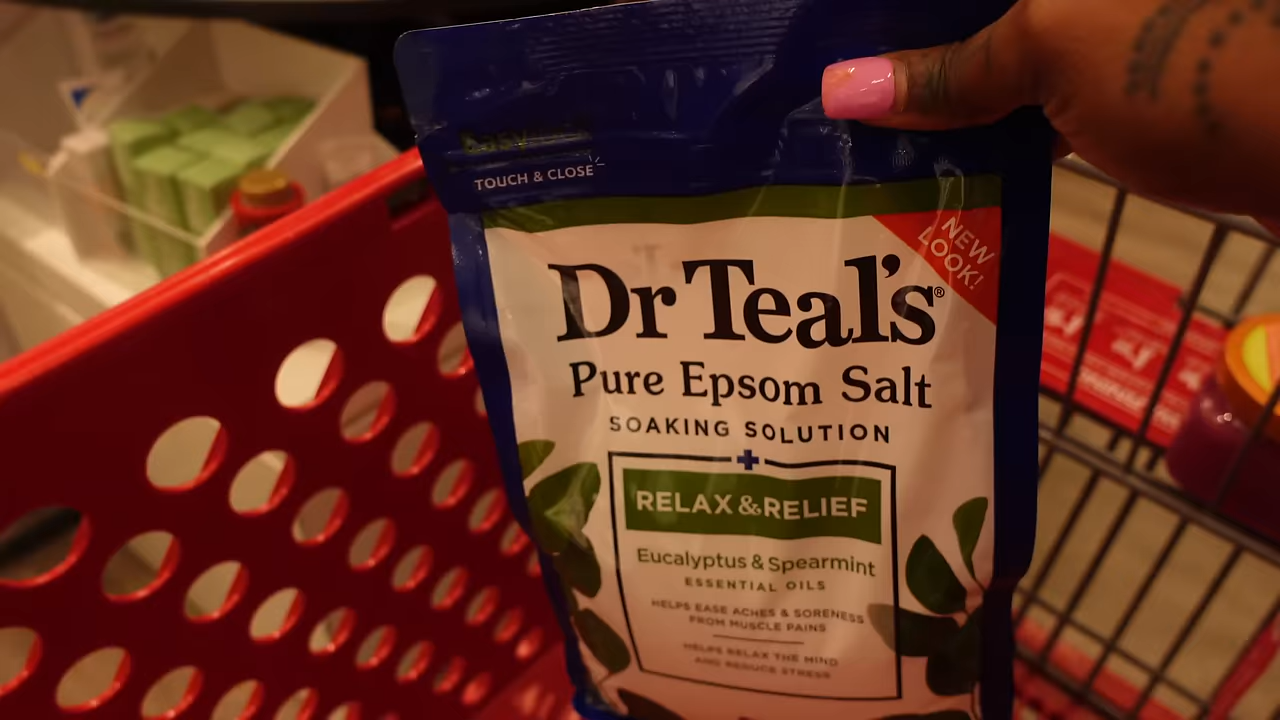 TOUCH & CLOSE
NEW
LOOK!
Dr Teal's®
Pure Epsom Salt
SOAKING SOLUTION
RELAX & RELIEF
Eucalyptus & Spearmint
ESSENTIAL OILS
HELPS EASE ACHES & SORENESS
FROM MUSCLE PAINS
HELPS RELAX THE MIND
AND REDUCE STRESS